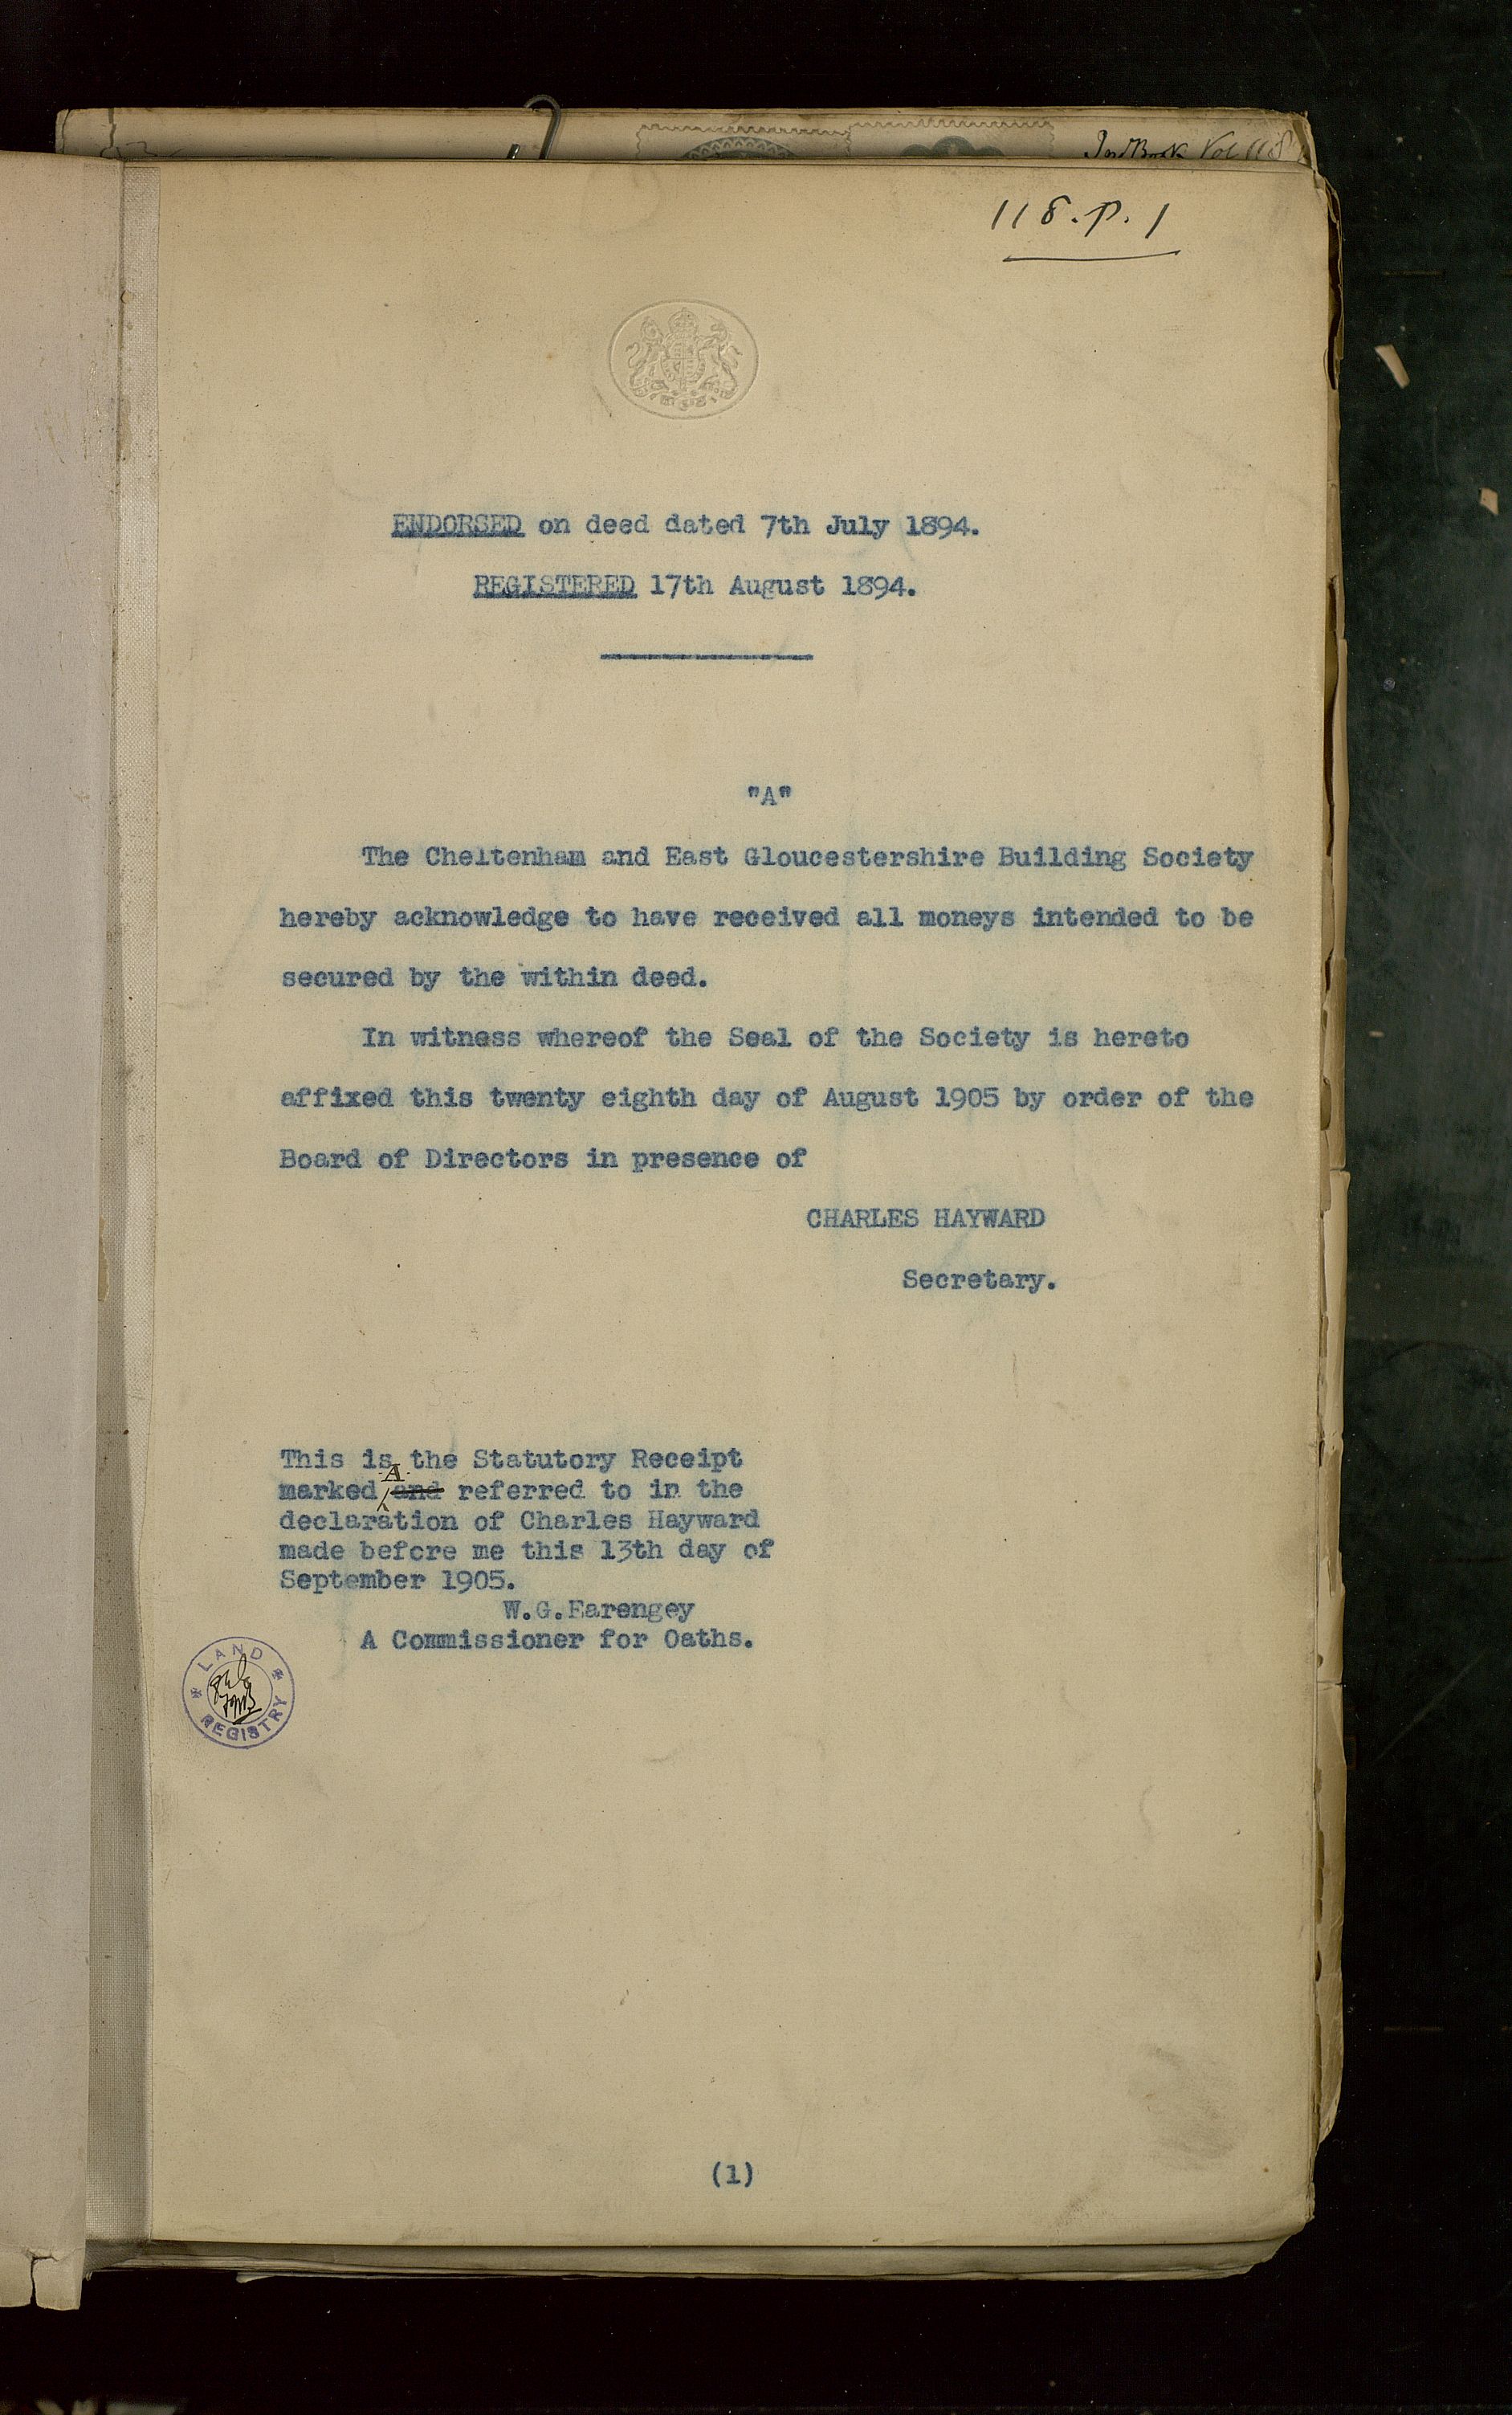 Vol 118
118. p. 1
ENDORSED on deed dated 7th July 1894.
REGISTERED 17th August 1894.
"A"
The Cheltenham and East Gloucestershire Building Society
hereby acknowledge to have received all moneys intended to be
secured by the within deed.
In witness whereof the Seal of the Society is hereto
affixed this twenty eighth day of August 1905 by order of the
Board of Directors in presence of
CHARLES HAYWARD
Secretary.
This is the Statutory Receipt
marked A and referred to in the
declaration of Charles Hayward
made before me this 13th day of
September 1905.
W.G.Earengey
A Commissioner for Oaths.
LAND REGISTRY
(1)